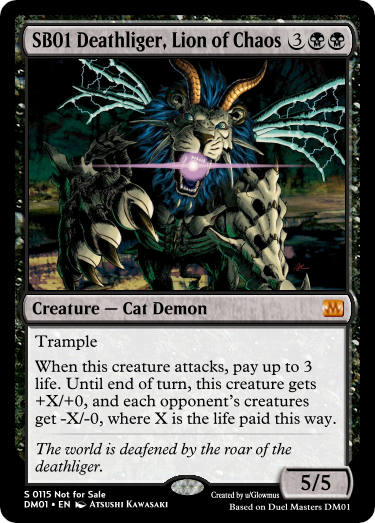 SB01 Deathliger, Lion of Chaos 3
Creature — Cat Demon
Trample
When this creature attacks, pay up to 3
life. Until end of turn, this creature gets
+X/+0, and each opponent's creatures
get -X/-0, where X is the life paid this way.
The world is deafened by the roar of the
deathliger.
5/5
S 0115 Not for Sale
DM01 • EN Atsushi Kawasaki
Created by u/Glowmus
Based on Duel Masters DM01